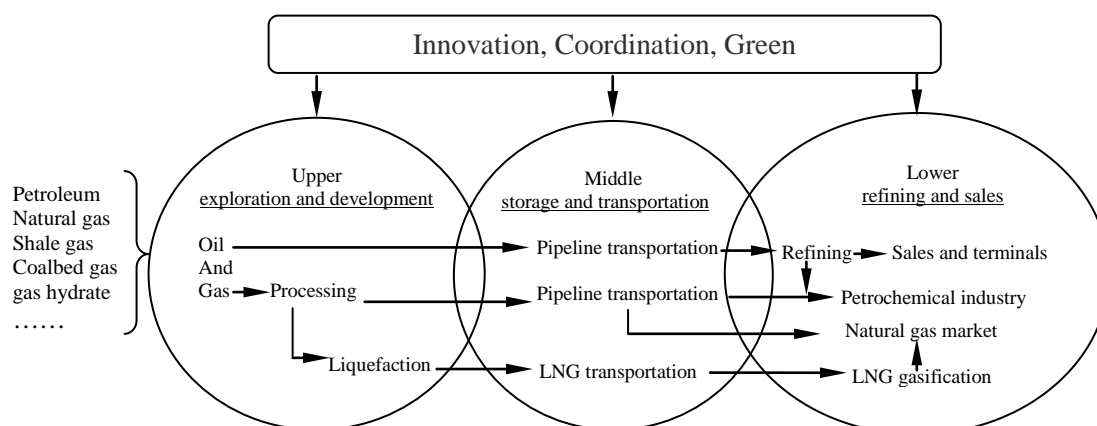 Innovation, Coordination, Green
Petroleum
Natural gas
Shale gas
Coalbed gas
gas hydrate
……
Upper
exploration and development
Oil
And
Gas
Processing
Liquefaction
Middle
storage and transportation
Pipeline transportation
Pipeline transportation
LNG transportation
Lower
refining and sales
Refining
Sales and terminals
Petrochemical industry
Natural gas market
LNG gasification